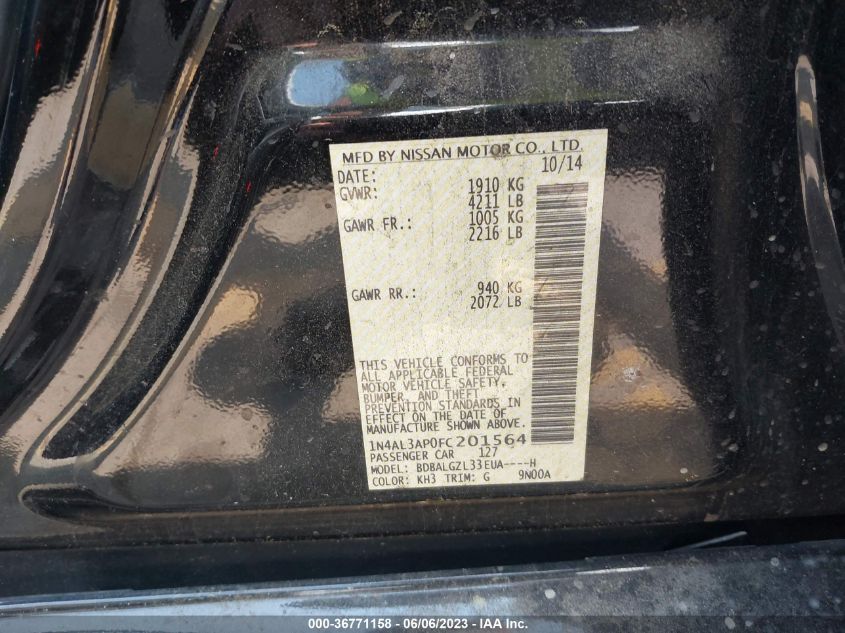 MFD BY NISSAN MOTOR CO., LTD.
DATE: 10/14
GVWR: 1910 KG
4211 LB
GAWR FR.: 1005 KG
2216 LB
GAWR RR.: 940 KG
2072 LB
THIS VEHICLE CONFORMS TO
ALL APPLICABLE FEDERAL
MOTOR VEHICLE SAFETY,
BUMPER, AND THEFT
PREVENTION STANDARDS IN
EFFECT ON THE DATE OF
MANUFACTURE SHOWN ABOVE.
1N4AL3AP0FC201564
PASSENGER CAR 127
MODEL: BDBALGZL33EUA----H
COLOR: KH3 TRIM: G 9N00A
000-36771158 - 06/06/2023 - Copyright © 2023 IAA, Inc.